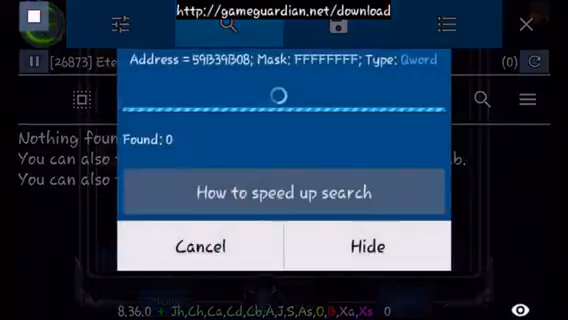 http://gameguardian.net/download
[26873] Ete
(0)
Address = 59B39B08; Mask: FFFFFFFF; Type: Qword
Nothing foun
You can also
b.
You can also
Found: 0
How to speed up search
Cancel
Hide
8.36.0 + Jh,Ch,Ca,Cd,Cb,A,J,S,As,O,B,Xa,Xs 0